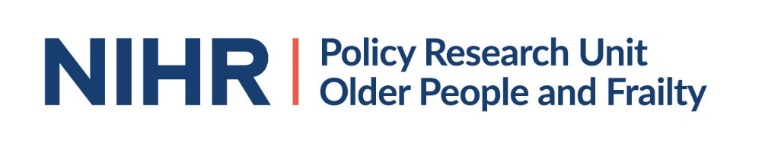 NIHR
Policy Research Unit
Older People and Frailty